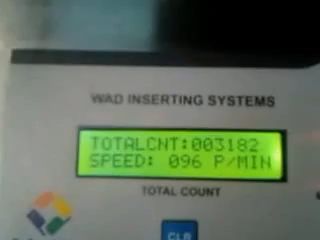 WAD INSERTING SYSTEMS
TOTALCNT:003182
SPEED: 096 P/MIN
TOTAL COUNT
CLR